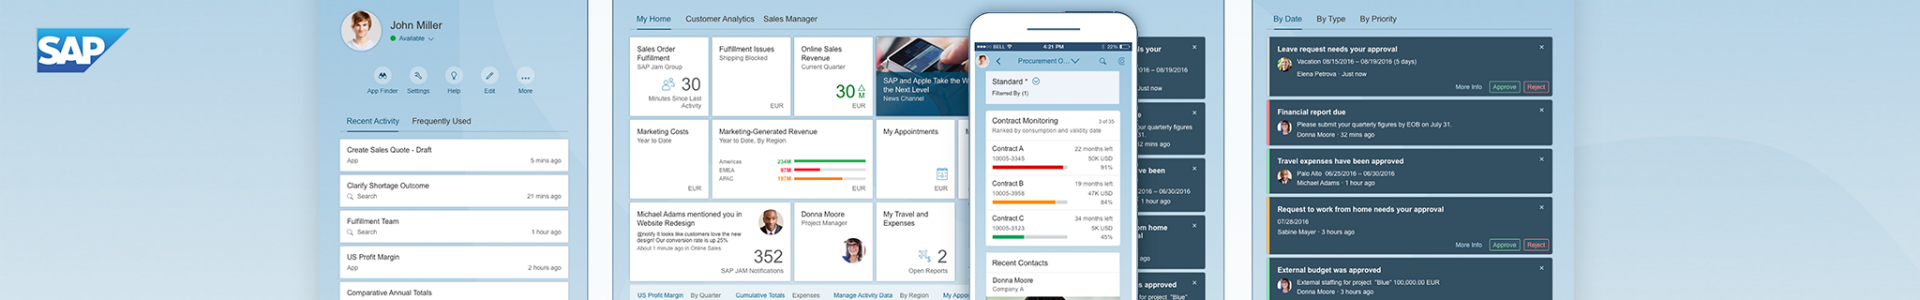 SAP
John Miller
Available
App Finder Settings Help Edit More
Recent Activity Frequently Used
Create Sales Quote - Draft
App 5 mins ago
Clarify Shortage Outcome
Search 21 mins ago
Fulfillment Team
Search 1 hour ago
US Profit Margin
App 2 hours ago
Comparative Annual Totals
My Home Customer Analytics Sales Manager
Sales Order
Fulfillment
SAP Jam Group
30
Minutes Since Last
Activity
Fulfillment Issues
Shipping Blocked
EUR
Online Sales
Revenue
Current Quarter
30 M
EUR
SAP and Apple Take the
the Next Level
News Channel
Marketing Costs
Year to Date
EUR
Marketing-Generated Revenue
Year to Date, By Region
Americas 234M
EMEA 97M
APAC 197M
EUR
My Appointments
EUR
Michael Adams mentioned you in
Website Redesign
@notify It looks like customers love the new
design! Our conversion rate is up 25%
About 1 minute ago in Online Sales
352
SAP JAM Notifications
Donna Moore
Project Manager
My Travel and
Expenses
2
Open Reports
US Profit Margin By Quarter Cumulative Totals Expenses Manage Activity Data By Region My Appo
BELL 4:21 PM 22%
Procurement O...
Standard *
Filtered By (1)
Contract Monitoring 3 of 35
Ranked by consumption and validity date
Contract A 22 months left
10005-3345 50K USD
91%
Contract B 19 months left
10005-3956 47K USD
84%
Contract C 34 months left
10005-3123 5K USD
45%
Recent Contacts
Donna Moore
Company A
ls your
2016 – 08/19/2016
Just now
e
our quarterly figures
31.
32 mins ago
ve been
2016 – 06/30/2016
1 hour ago
om home
al
approved
for project "Blue"
By Date By Type By Priority
Leave request needs your approval
Vacation 08/15/2016 – 08/19/2016 (5 days)
Elena Petrova · Just now
More Info Approve Reject
Financial report due
Please submit your quarterly figures by EOB on July 31.
Donna Moore · 32 mins ago
Travel expenses have been approved
Palo Alto 06/25/2016 – 06/30/2016
Michael Adams · 1 hour ago
Request to work from home needs your approval
07/28/2016
Sabine Mayer · 3 hours ago
More Info Approve Reject
External budget was approved
External staffing for project "Blue" 100,000.00 EUR
Donna Moore · 3 hours ago